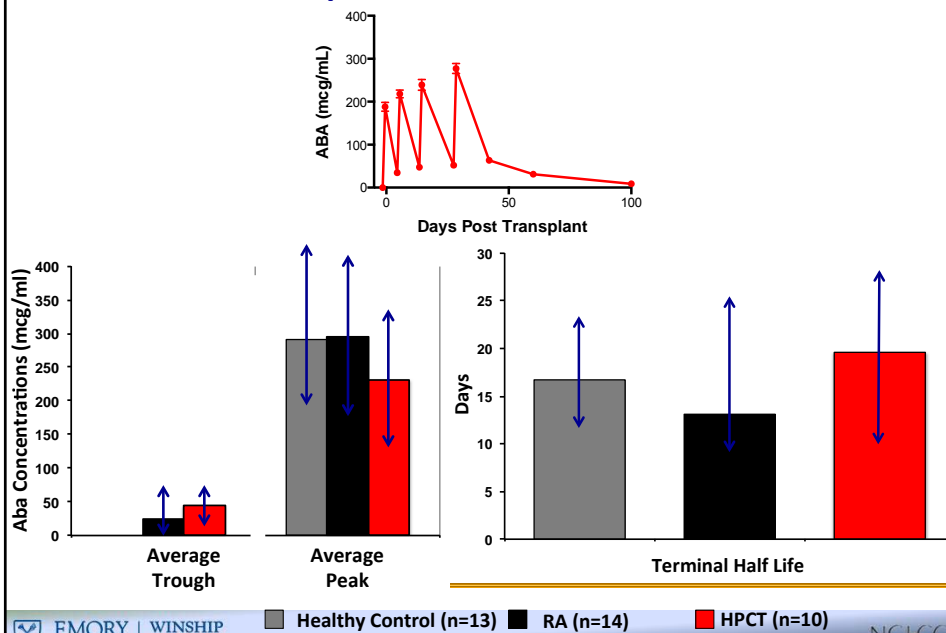 400
300
200
100
0
ABA (mcg/mL)
0 50 100
Days Post Transplant
400
350
300
250
200
150
100
50
0
Aba Concentrations (mcg/ml)
Average Trough
Average Peak
30
25
20
15
10
5
0
Days
Terminal Half Life
EMORY | WINSHIP
Healthy Control (n=13) RA (n=14) HPCT (n=10)